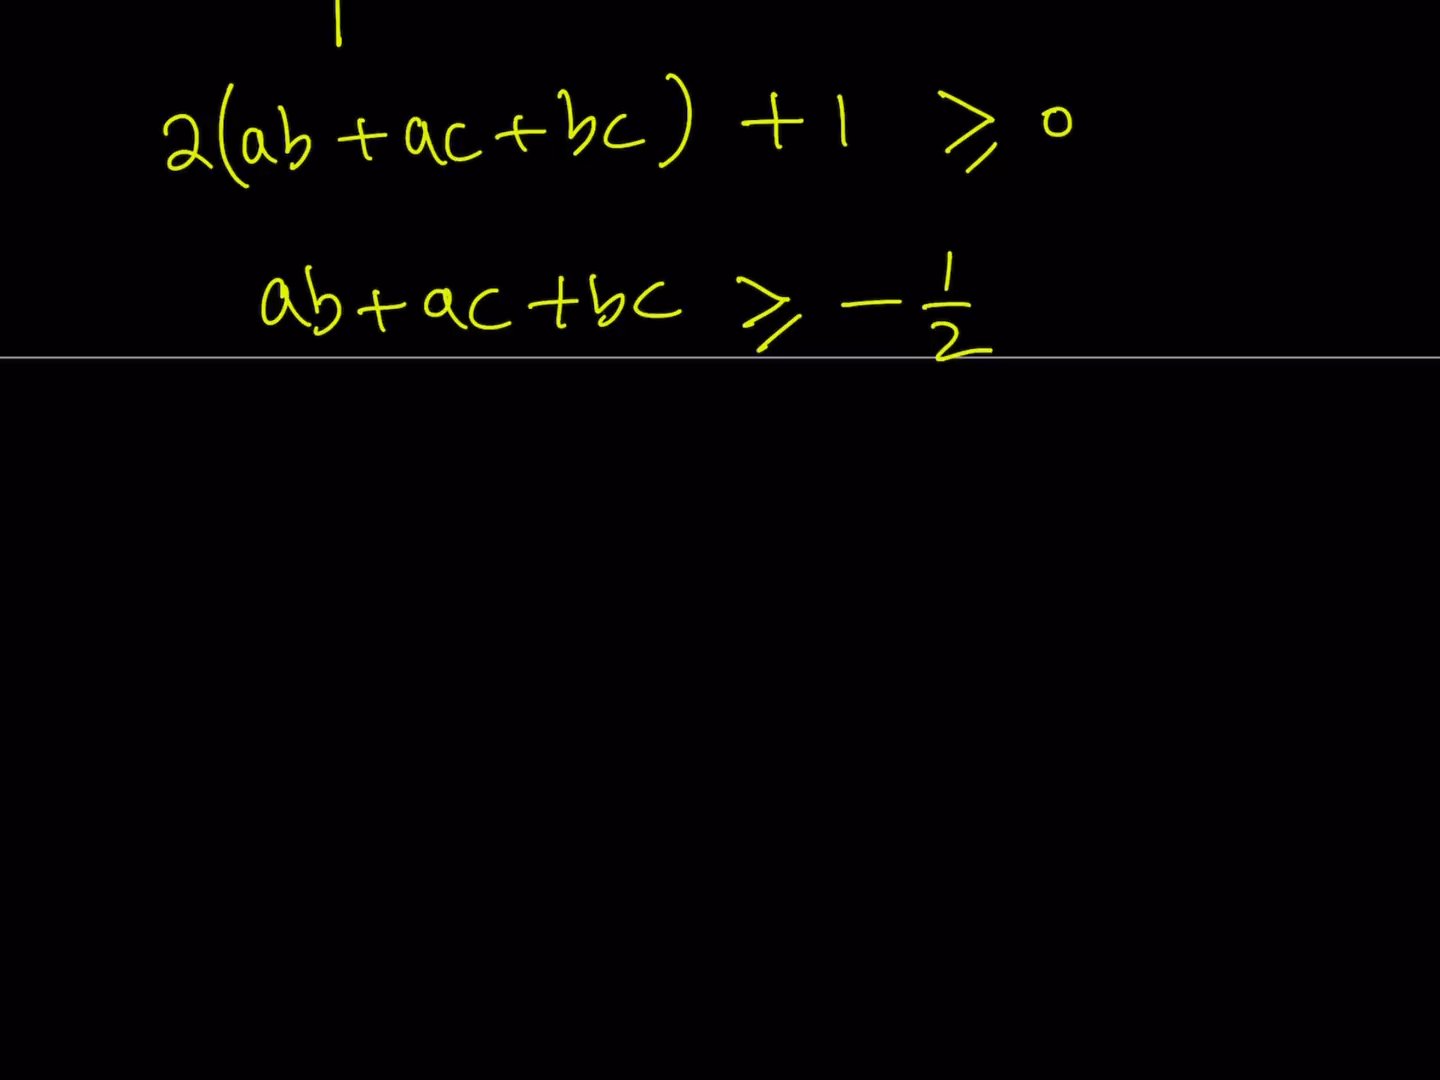 2(ab+ac+bc) +1 ⩾ 0
ab+ac+bc ⩾ -1/2